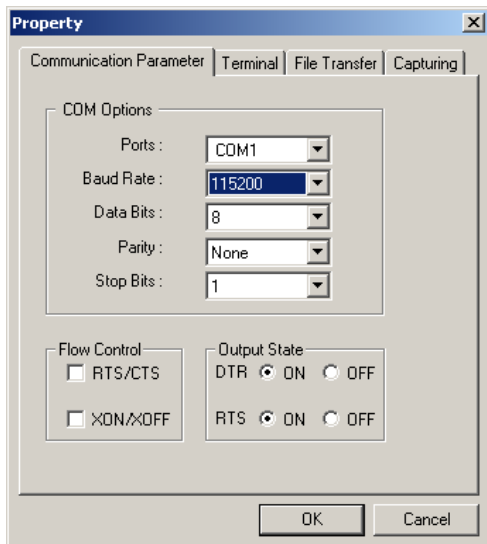 Property
Communication Parameter Terminal File Transfer Capturing
COM Options
Ports : COM1
Baud Rate : 115200
Data Bits : 8
Parity : None
Stop Bits : 1
Flow Control
RTS/CTS
XON/XOFF
Output State
DTR ON OFF
RTS ON OFF
OK Cancel